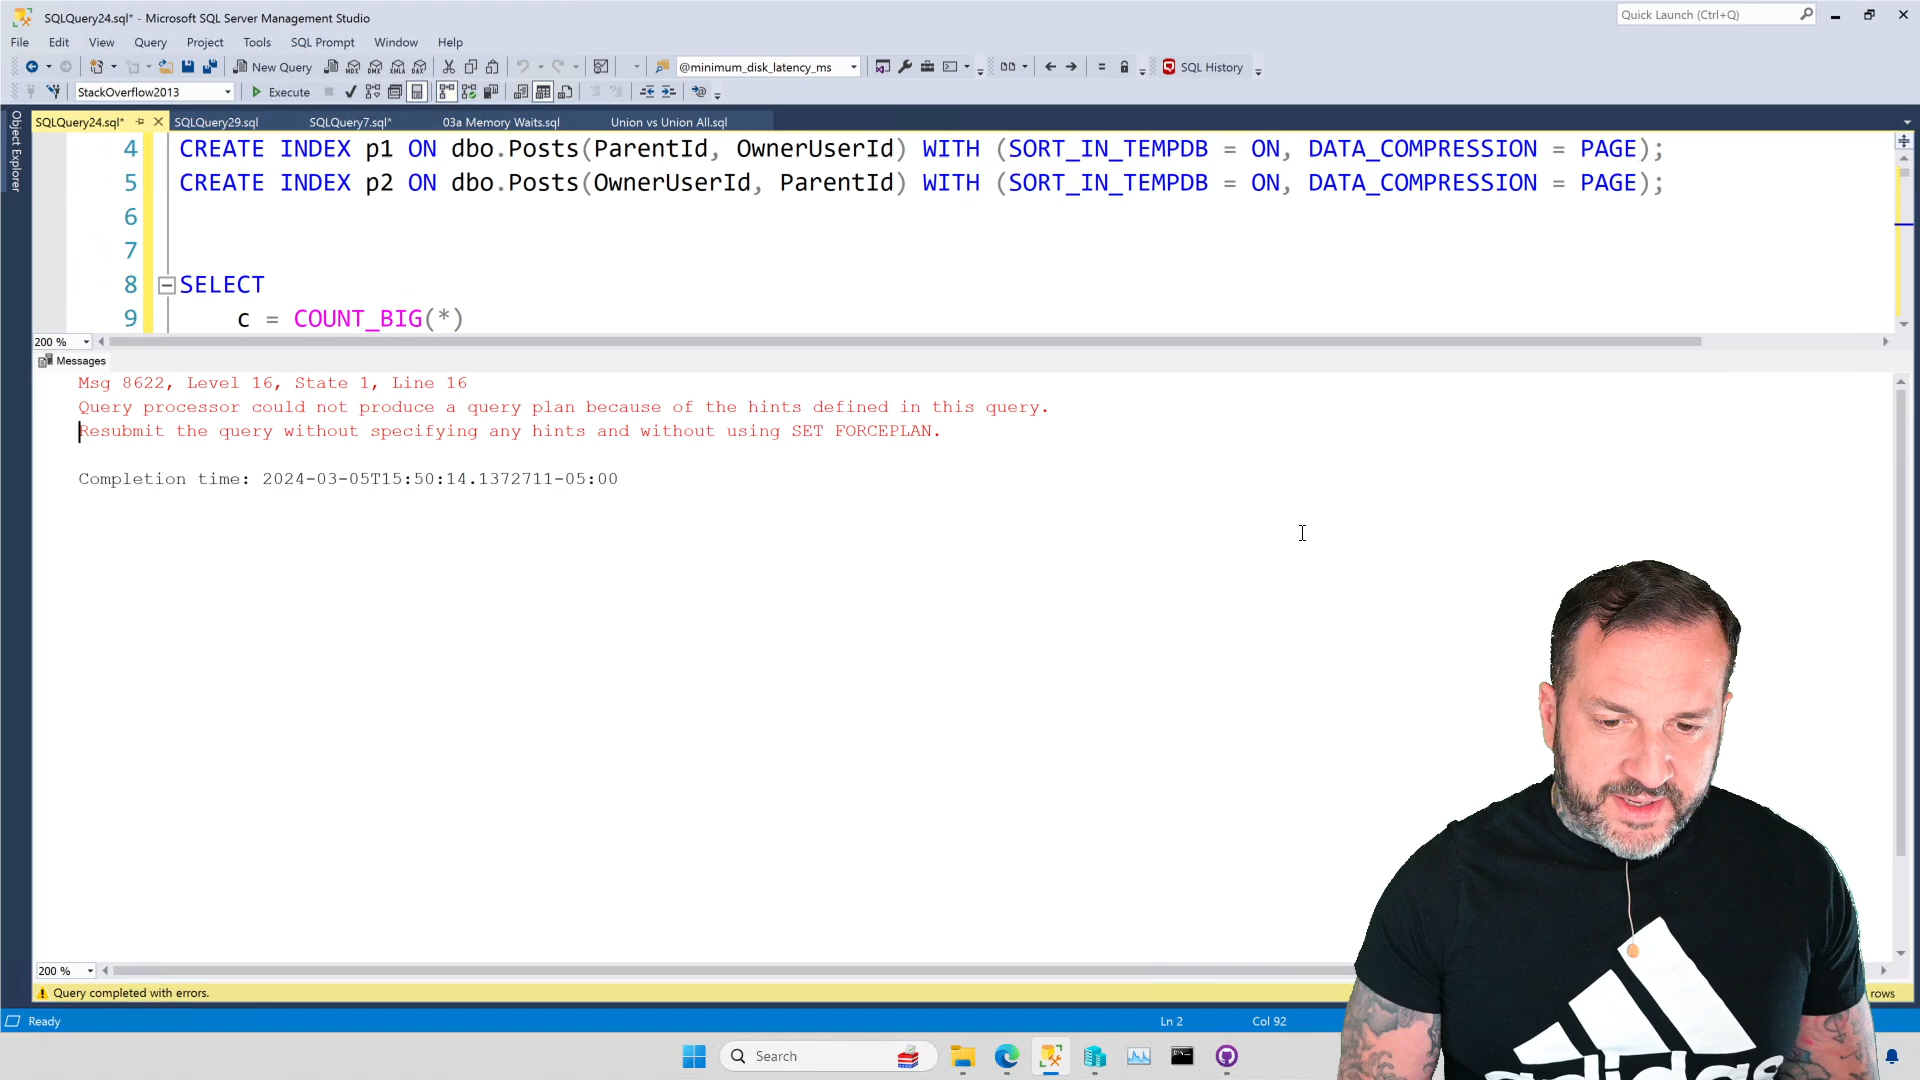 SQLQuery24.sql* - Microsoft SQL Server Management Studio
Quick Launch (Ctrl+Q)
File Edit View Query Project Tools SQL Prompt Window Help
New Query
@minimum_disk_latency_ms
SQL History
StackOverflow2013
Execute
SQLQuery24.sql*
SQLQuery29.sql
SQLQuery7.sql*
03a Memory Waits.sql
Union vs Union All.sql
Object Explorer
4 CREATE INDEX p1 ON dbo.Posts(ParentId, OwnerUserId) WITH (SORT_IN_TEMPDB = ON, DATA_COMPRESSION = PAGE);
5 CREATE INDEX p2 ON dbo.Posts(OwnerUserId, ParentId) WITH (SORT_IN_TEMPDB = ON, DATA_COMPRESSION = PAGE);
6
7
8 SELECT
9 c = COUNT_BIG(*)
200 %
Messages
Msg 8622, Level 16, State 1, Line 16
Query processor could not produce a query plan because of the hints defined in this query.
Resubmit the query without specifying any hints and without using SET FORCEPLAN.
Completion time: 2024-03-05T15:50:14.1372711-05:00
200 %
Query completed with errors.
rows
Ready
Ln 2
Col 92
Search
adidas